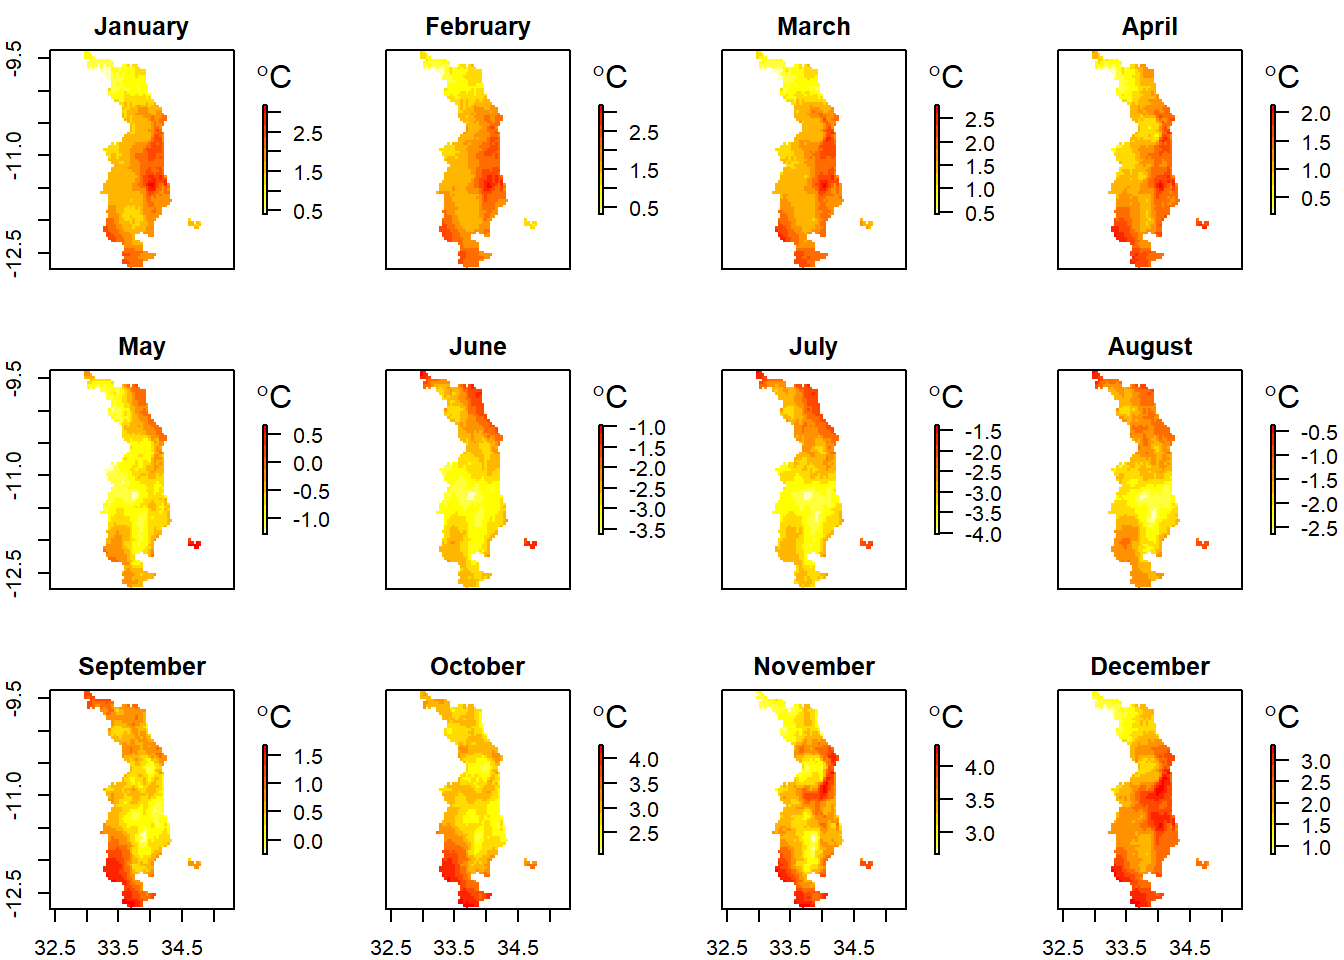 January February March April
-9.5 °C °C °C °C
2.5 2.5 2.5 2.0
-11.0 1.5 1.5 2.0 1.5
1.5 1.0
0.5 0.5 1.0 0.5
-12.5 0.5
May June July August
-9.5 °C °C °C °C
0.5 -1.0 -1.5 -0.5
0.0 -1.5 -2.0 -1.0
-11.0 -0.5 -2.0 -2.5 -1.5
-1.0 -2.5 -3.0 -2.0
-3.0 -3.5 -2.5
-12.5 -3.5 -4.0
September October November December
-9.5 °C °C °C °C
1.5 4.0 4.0 3.0
1.0 3.5 3.5 2.5
-11.0 0.5 3.0 3.0 2.0
0.0 2.5 1.5
-12.5 1.0
32.5 33.5 34.5 32.5 33.5 34.5 32.5 33.5 34.5 32.5 33.5 34.5